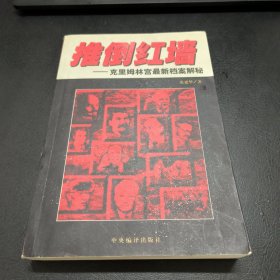 推倒红墙
——克里姆林宫最新档案解秘
中央编译出版社